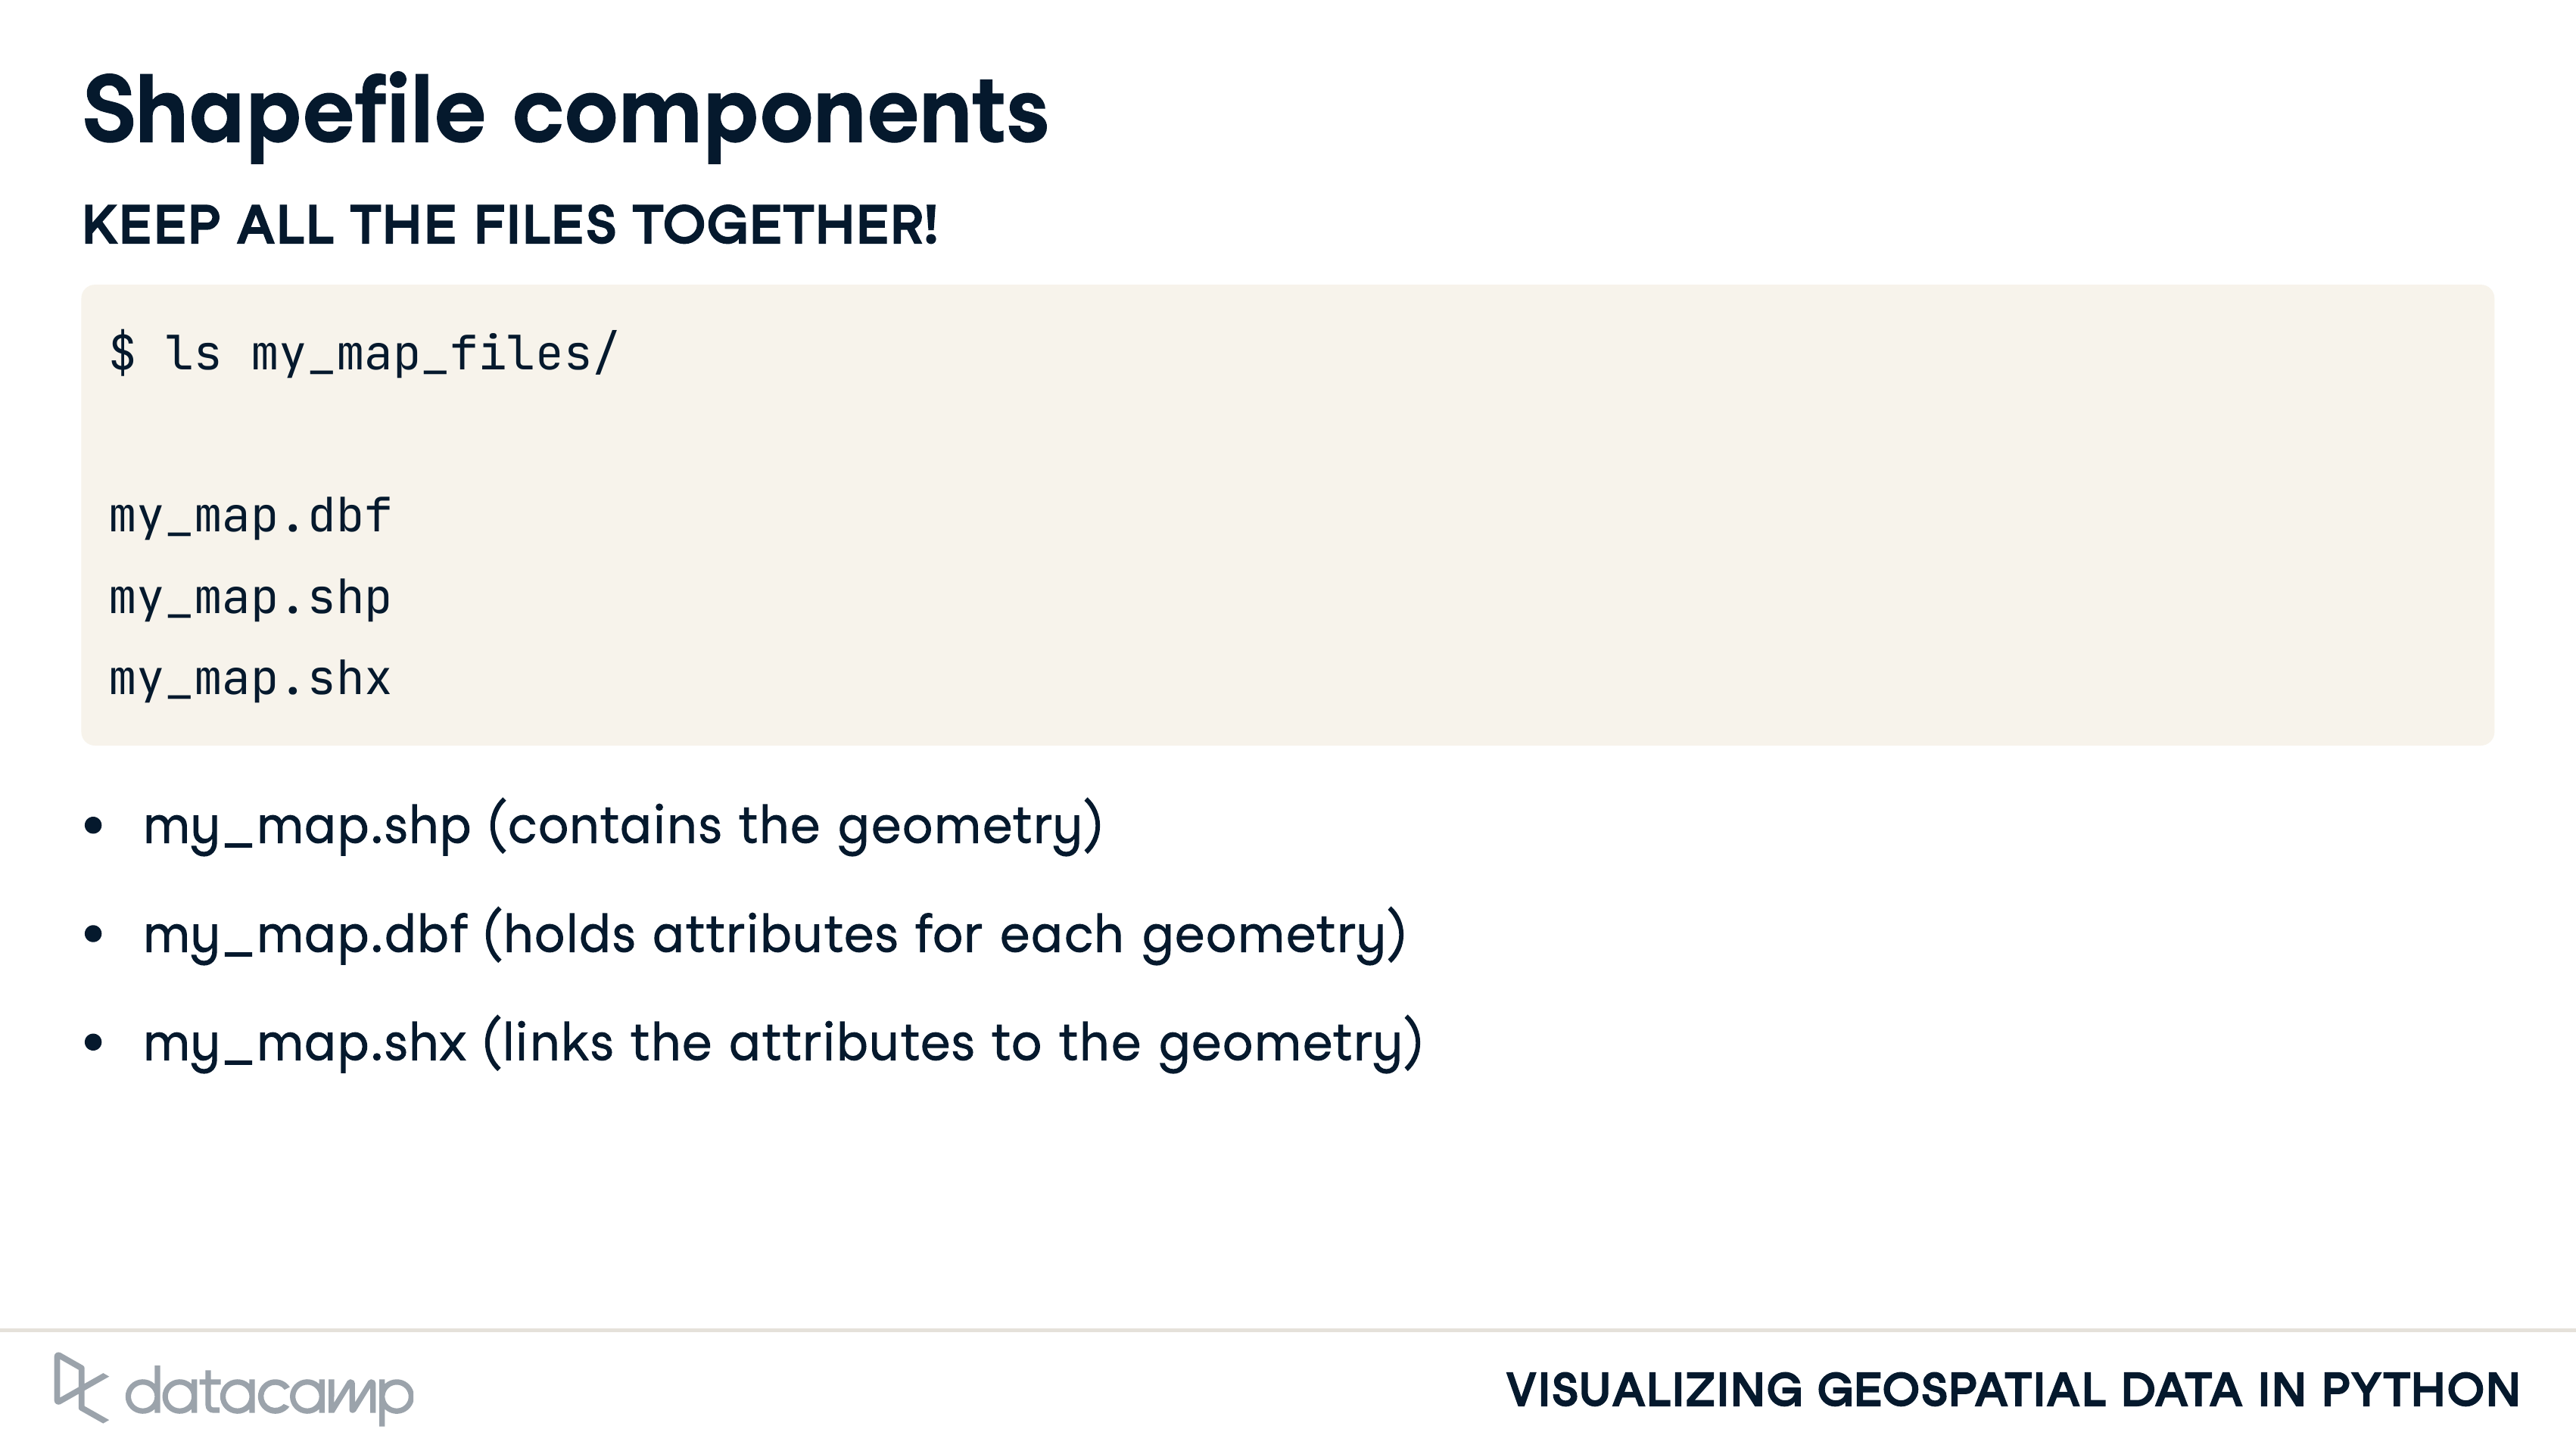 Shapefile components
KEEP ALL THE FILES TOGETHER!
$ ls my_map_files/
my_map.dbf
my_map.shp
my_map.shx
• my_map.shp (contains the geometry)
• my_map.dbf (holds attributes for each geometry)
• my_map.shx (links the attributes to the geometry)
datacamp
VISUALIZING GEOSPATIAL DATA IN PYTHON